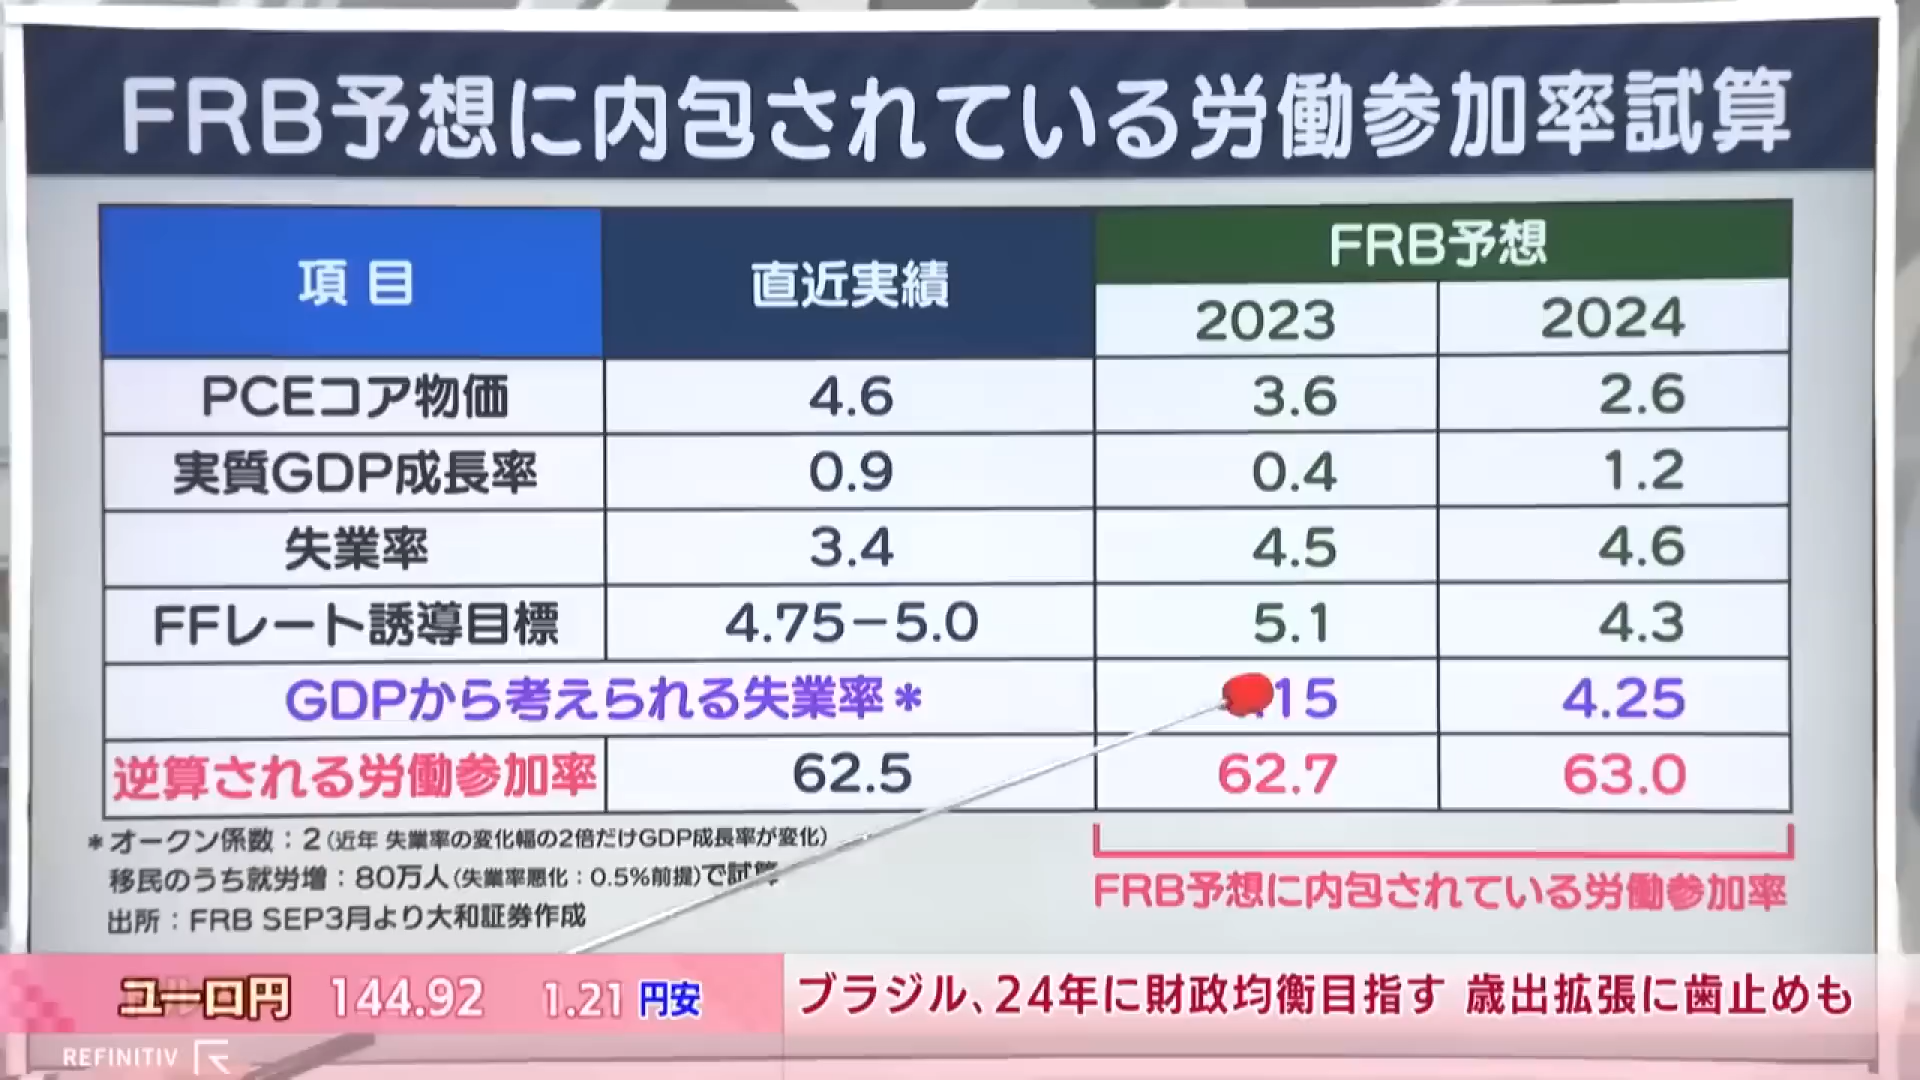 FRB予想に内包されている労働参加率試算
項目 直近実績 FRB予想
2023 2024
PCEコア物価 4.6 3.6 2.6
実質GDP成長率 0.9 0.4 1.2
失業率 3.4 4.5 4.6
FFレート誘導目標 4.75−5.0 5.1 4.3
GDPから考えられる失業率* 15 4.25
逆算される労働参加率 62.5 62.7 63.0
*オークン係数:2(近年 失業率の変化幅の2倍だけGDP成長率が変化)
移民のうち就労増:80万人(失業率悪化:0.5%前提)で試算
出所:FRB SEP3月より大和証券作成
FRB予想に内包されている労働参加率
ユーロ円 144.92 1.21 円安
ブラジル、24年に財政均衡目指す 歳出拡張に歯止めも
REFINITIV